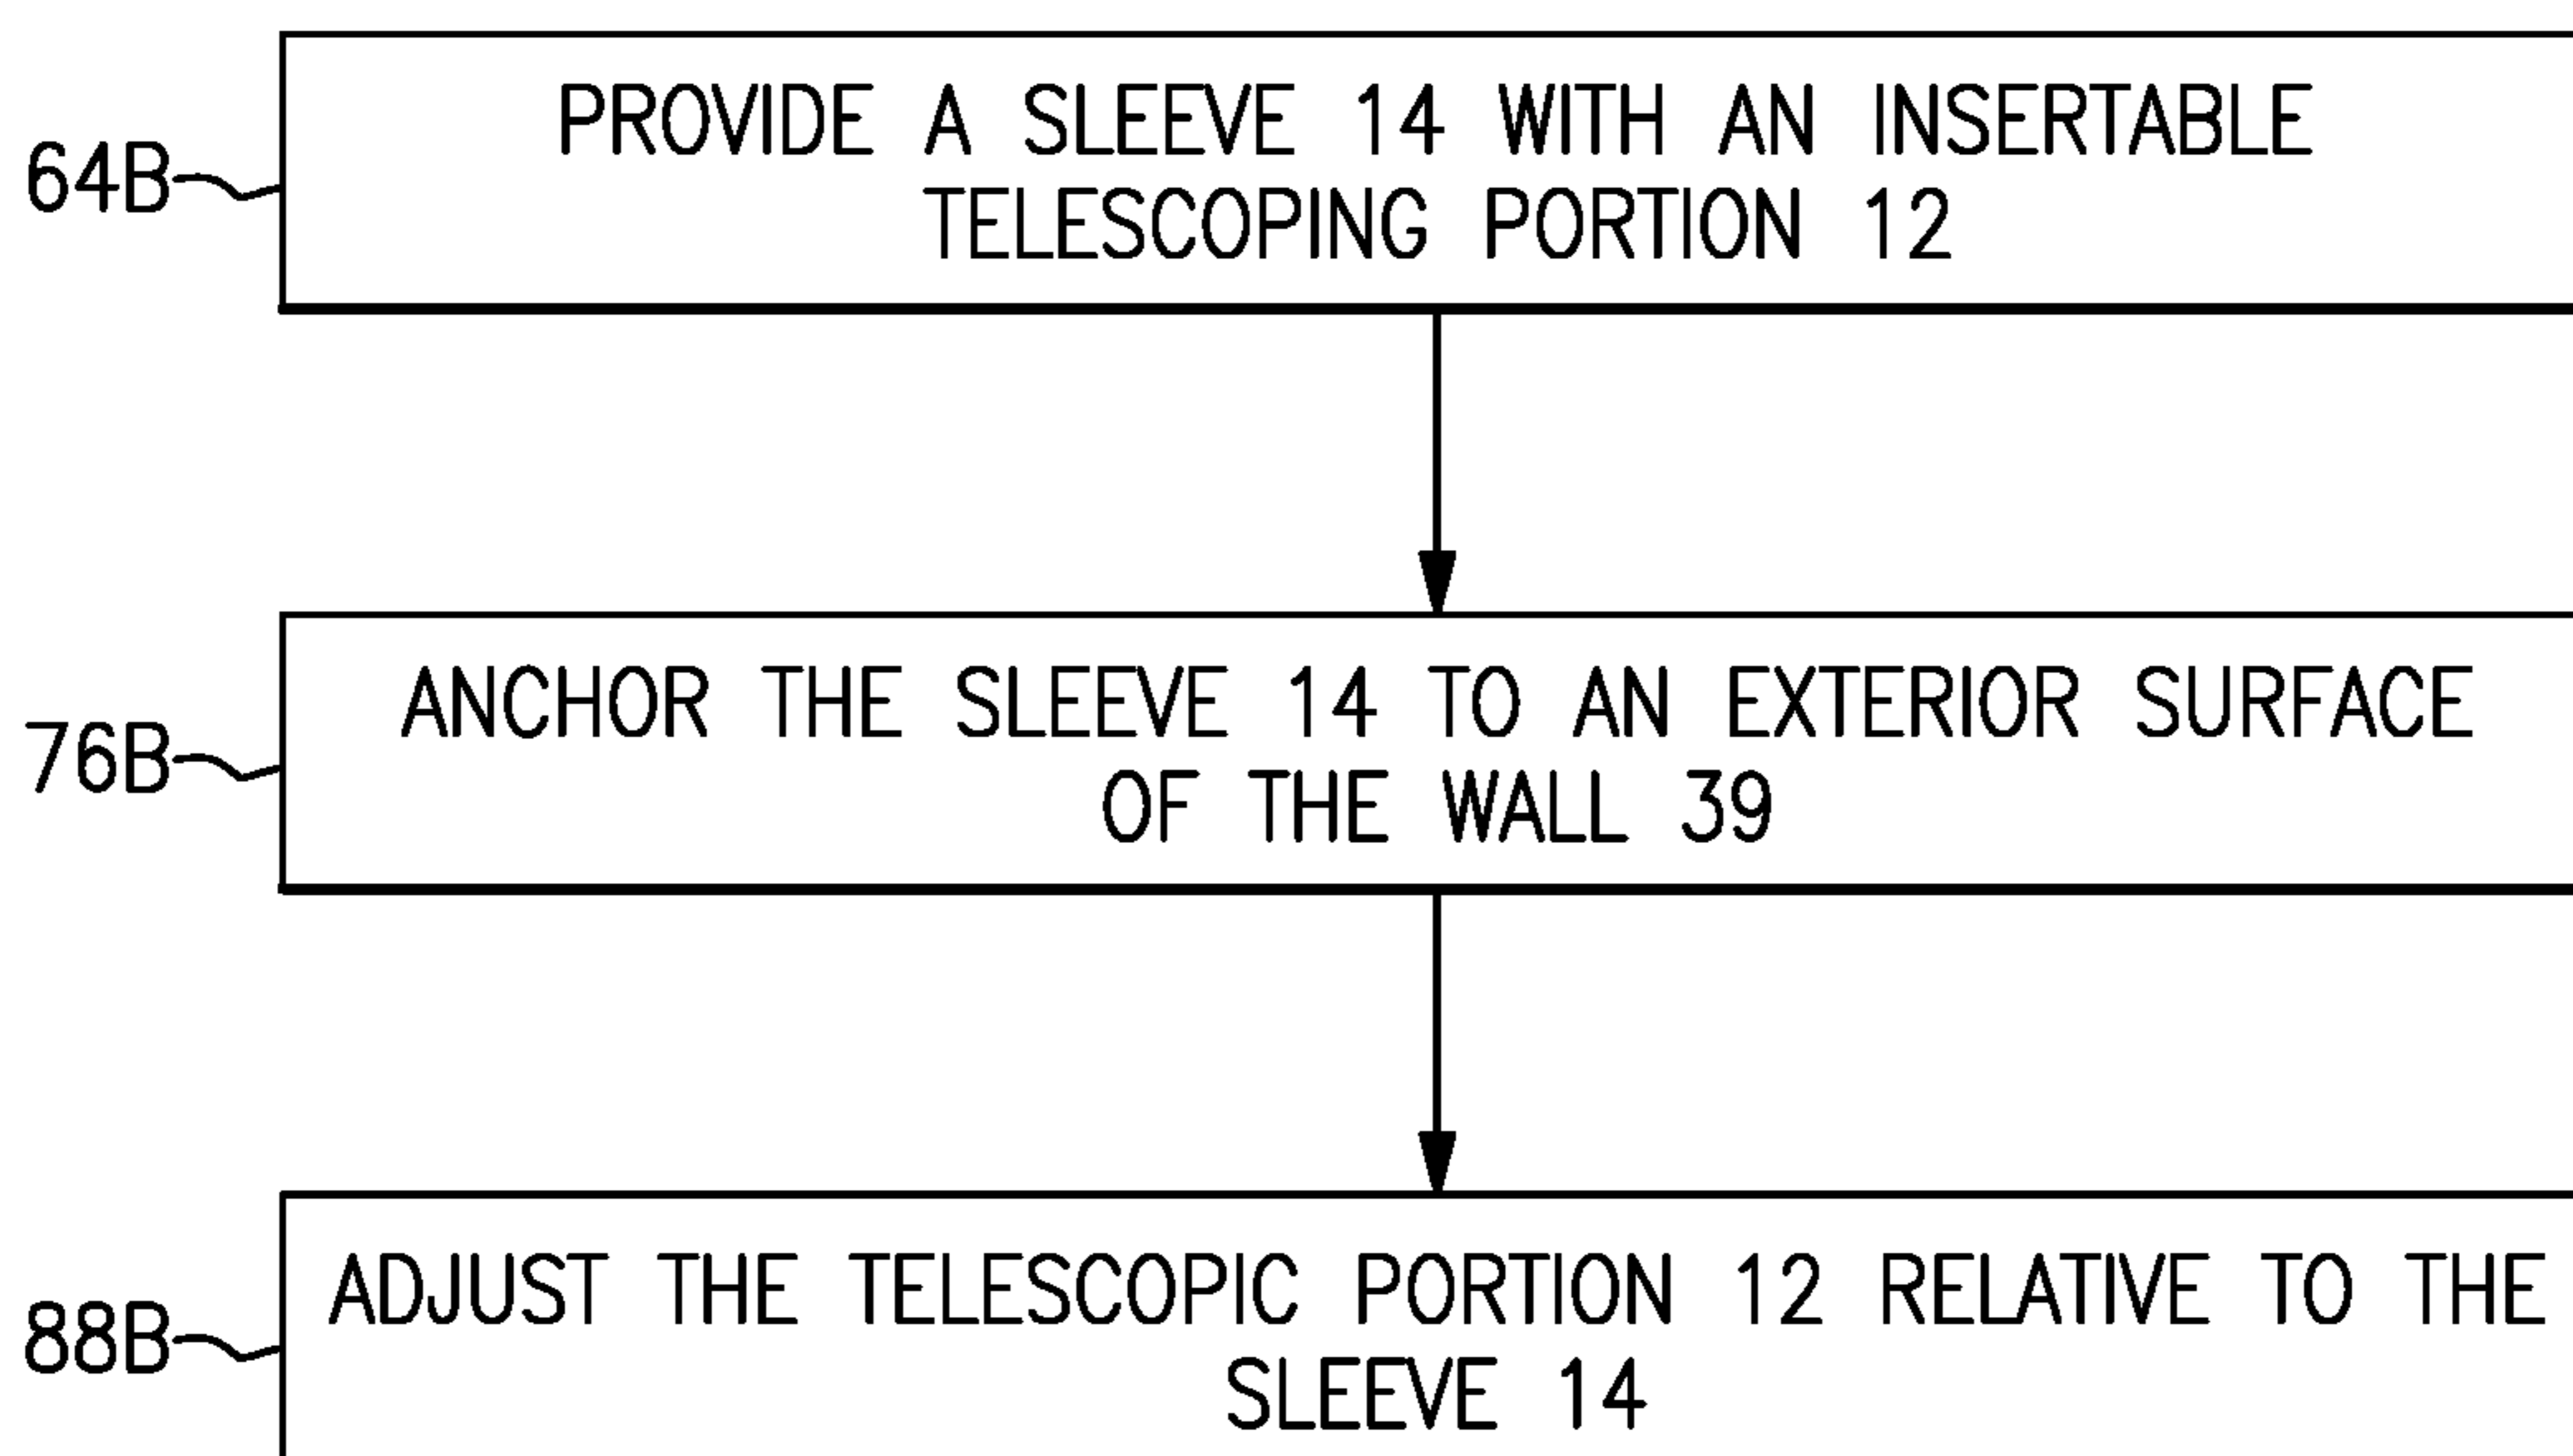 64B
PROVIDE A SLEEVE 14 WITH AN INSERTABLE
TELESCOPING PORTION 12
76B
ANCHOR THE SLEEVE 14 TO AN EXTERIOR SURFACE
OF THE WALL 39
88B
ADJUST THE TELESCOPIC PORTION 12 RELATIVE TO THE
SLEEVE 14